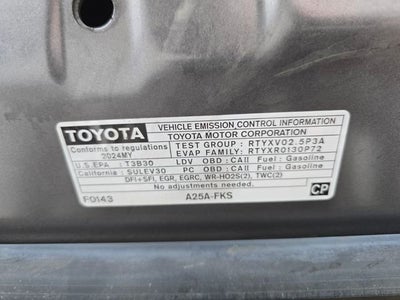 TOYOTA
VEHICLE EMISSION CONTROL INFORMATION
TOYOTA MOTOR CORPORATION
Conforms to regulations
2024MY
TEST GROUP : RTYXV02.5P3A
EVAP FAMILY: RTYXR0130P72
U.S.EPA : T3B30 LDV OBD:CAII Fuel: Gasoline
California : SULEV30 PC OBD:CAII Fuel: Gasoline
DFI+SFI, EGR, EGRC, WR-HO2S(2), TWC(2)
No adjustments needed.
F0143 A25A-FKS CP